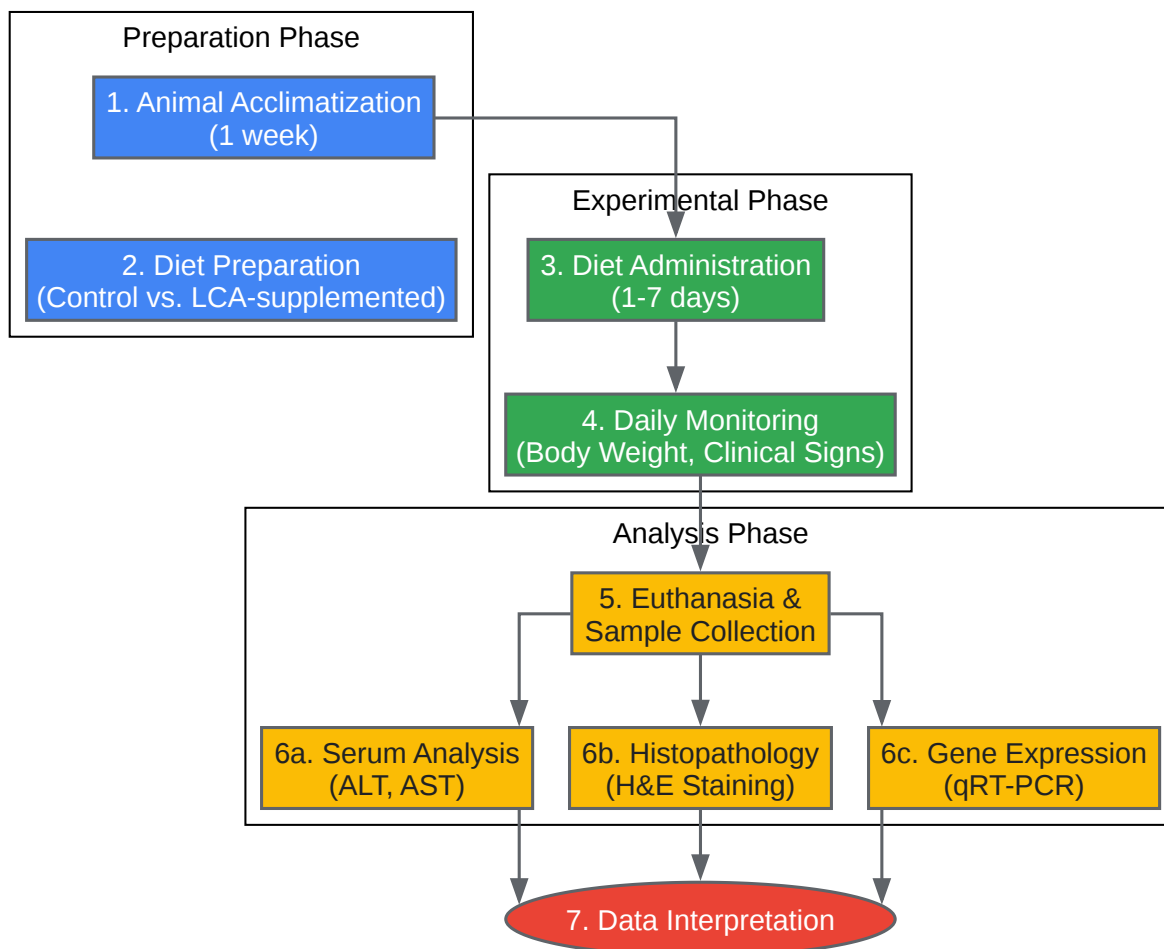 Preparation Phase
1. Animal Acclimatization
(1 week)
2. Diet Preparation
(Control vs. LCA-supplemented)
Experimental Phase
3. Diet Administration
(1-7 days)
4. Daily Monitoring
(Body Weight, Clinical Signs)
Analysis Phase
5. Euthanasia &
Sample Collection
6a. Serum Analysis
(ALT, AST)
6b. Histopathology
(H&E Staining)
6c. Gene Expression
(qRT-PCR)
7. Data Interpretation